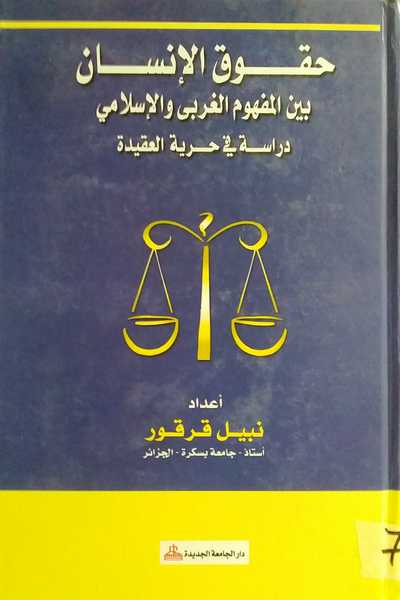 حقوق الإنسان
بين المفهوم الغربى والإسلامي
دراسة في حرية العقيدة
أعداد
نبيل قرقور
أستاذ - جامعة بسكرة - الجزائر
دار الجامعة الجديدة
7